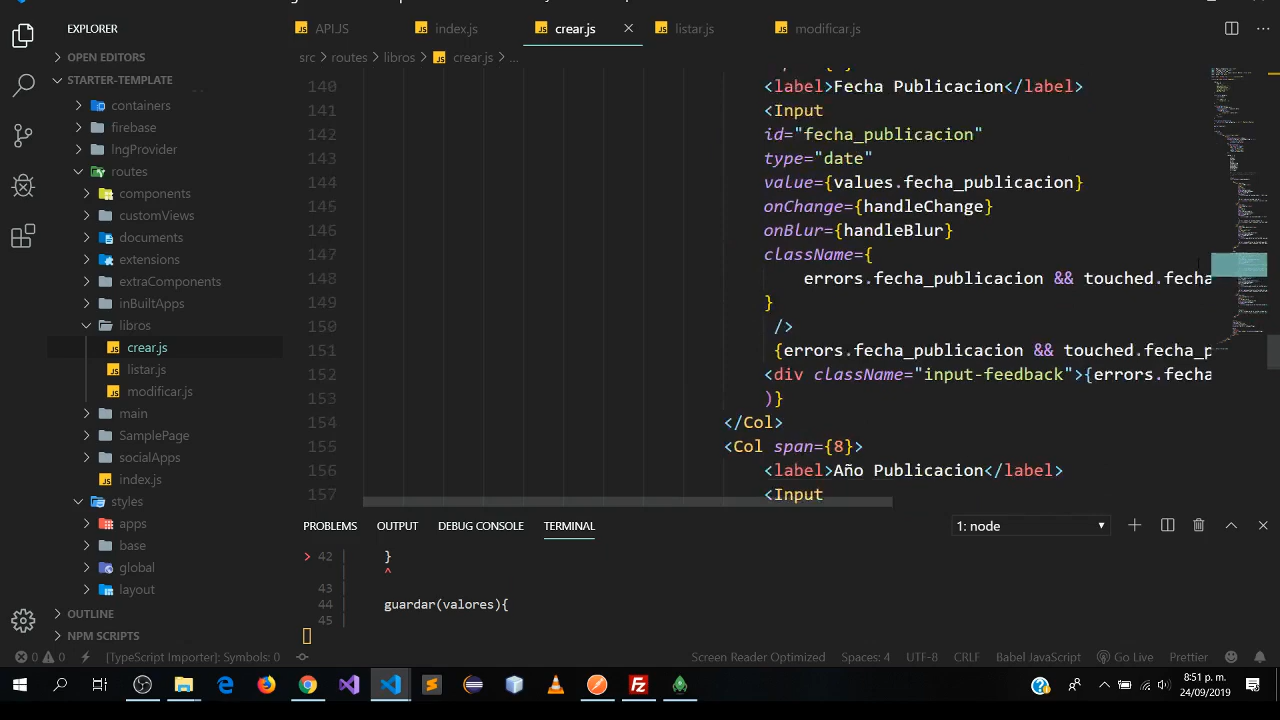 EXPLORER
OPEN EDITORS
STARTER-TEMPLATE
containers
firebase
lngProvider
routes
components
customViews
documents
extensions
extraComponents
inBuiltApps
libros
crear.js
listar.js
modificar.js
main
SamplePage
socialApps
index.js
styles
apps
base
global
layout
OUTLINE
NPM SCRIPTS
API.JS
index.js
crear.js
listar.js
modificar.js
src > routes > libros > crear.js > ...
140 <label>Fecha Publicacion</label>
141 <Input
142 id="fecha_publicacion"
143 type="date"
144 value={values.fecha_publicacion}
145 onChange={handleChange}
146 onBlur={handleBlur}
147 className={
148 errors.fecha_publicacion && touched.fecha
149 }
150 />
151 {errors.fecha_publicacion && touched.fecha_p
152 <div className="input-feedback">{errors.fecha
153 )}
154 </Col>
155 <Col span={8}>
156 <label>Año Publicacion</label>
157 <Input
PROBLEMS OUTPUT DEBUG CONSOLE TERMINAL 1: node
> 42 | }
| ^
43 |
44 | guardar(valores){
45 |
0 0 [TypeScript Importer]: Symbols: 0 Screen Reader Optimized Spaces: 4 UTF-8 CRLF Babel JavaScript Go Live Prettier
8:51 p. m.
24/09/2019